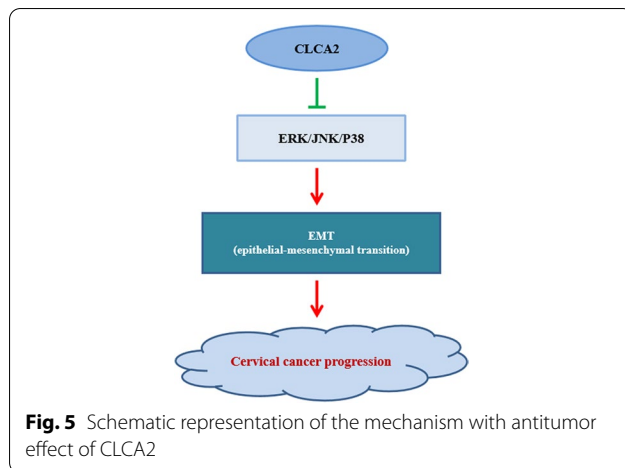 CLCA2
ERK/JNK/P38
EMT
(epithelial-mesenchymal transition)
Cervical cancer progression
Fig. 5 Schematic representation of the mechanism with antitumor
effect of CLCA2